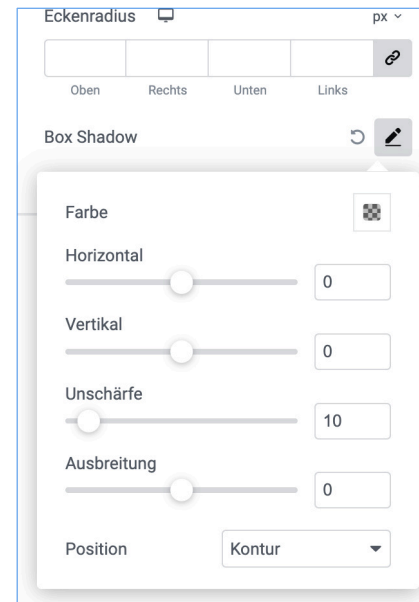 Eckenradius px
Oben Rechts Unten Links
Box Shadow
Farbe
Horizontal
0
Vertikal
0
Unschärfe
10
Ausbreitung
0
Position Kontur